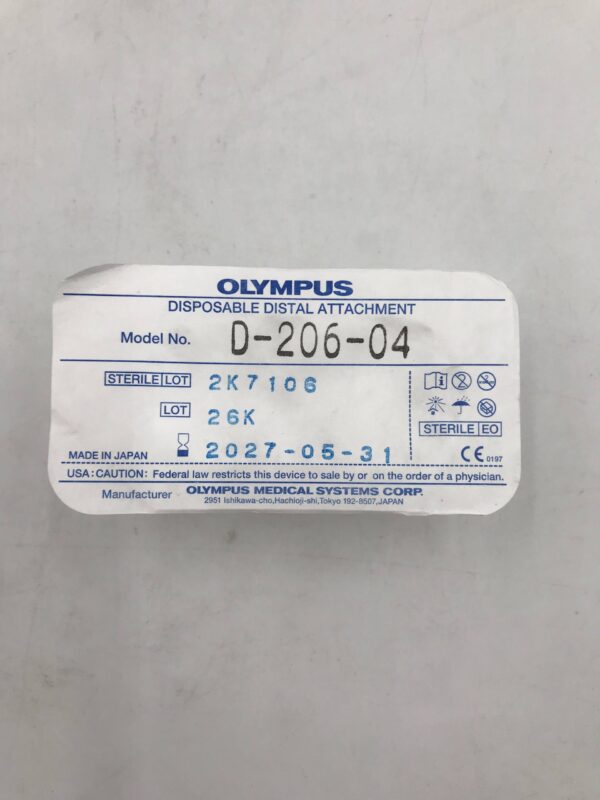 OLYMPUS
DISPOSABLE DISTAL ATTACHMENT
Model No. D-206-04
STERILE LOT 2K7106
LOT 26K
MADE IN JAPAN 2027-05-31
STERILE EO
CE 0197
USA: CAUTION: Federal law restricts this device to sale by or on the order of a physician.
Manufacturer OLYMPUS MEDICAL SYSTEMS CORP.
2951 Ishikawa-cho,Hachioji-shi,Tokyo 192-8507,JAPAN